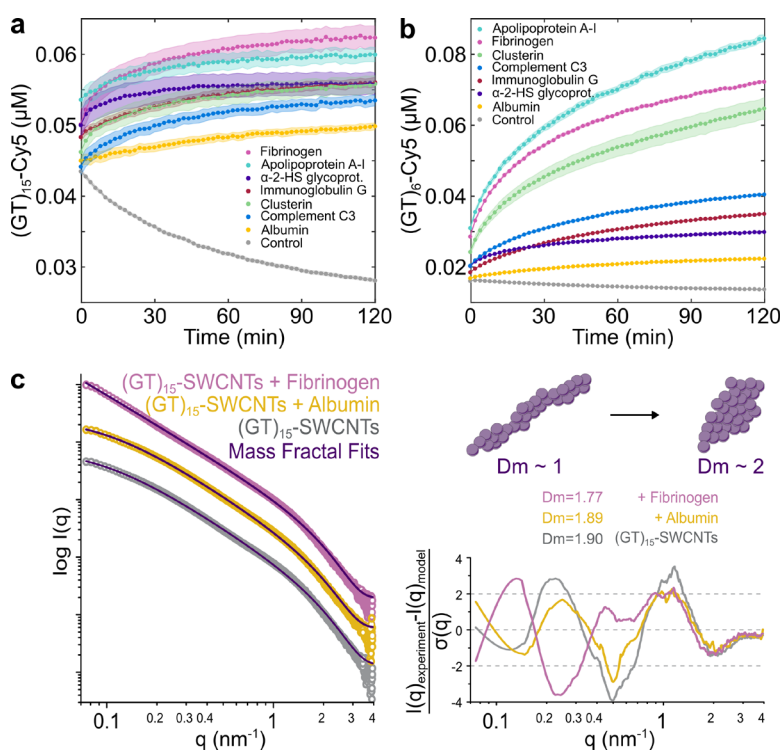 a
(GT)15-Cy5 (μM)
0.06
0.05
0.04
0.03
Fibrinogen
Apolipoprotein A-I
α-2-HS glycoprot.
Immunoglobulin G
Clusterin
Complement C3
Albumin
Control
0 30 60 90 120
Time (min)
b
(GT)6-Cy5 (μM)
0.08
0.06
0.04
0.02
Apolipoprotein A-I
Fibrinogen
Clusterin
Complement C3
Immunoglobulin G
α-2-HS glycoprot.
Albumin
Control
0 30 60 90 120
Time (min)
c
log I(q)
(GT)15-SWCNTs + Fibrinogen
(GT)15-SWCNTs + Albumin
(GT)15-SWCNTs
Mass Fractal Fits
0.1 0.2 0.3 0.4 1 2 3 4
q (nm-1)
Dm ~ 1
Dm ~ 2
Dm=1.77 + Fibrinogen
Dm=1.89 + Albumin
Dm=1.90 (GT)15-SWCNTs
I(q)experiment-I(q)model
σ(q)
4
2
0
-2
-4
0.1 0.2 0.3 0.4 1 2 3 4
q (nm-1)